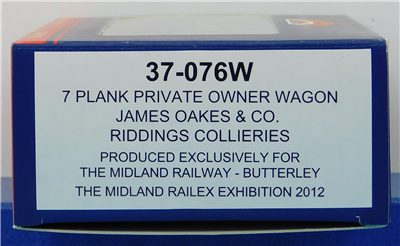 37-076W
7 PLANK PRIVATE OWNER WAGON
JAMES OAKES & CO.
RIDDINGS COLLIERIES
PRODUCED EXCLUSIVELY FOR
THE MIDLAND RAILWAY - BUTTERLEY
THE MIDLAND RAILEX EXHIBITION 2012